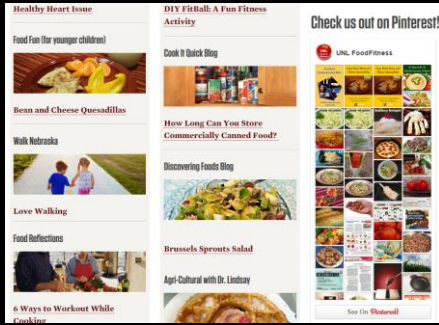 Healthy Heart Issue
Food Fun (for younger children)
Bean and Cheese Quesadillas
Walk Nebraska
Love Walking
Food Reflections
6 Ways to Workout While
Cooking
DIY FitBall: A Fun Fitness
Activity
Cook It Quick Blog
How Long Can You Store
Commercially Canned Food?
Discovering Foods Blog
Brussels Sprouts Salad
Agri-Cultural with Dr. Lindsay
Check us out on Pinterest!
UNL FoodFitness
See On Pinterest